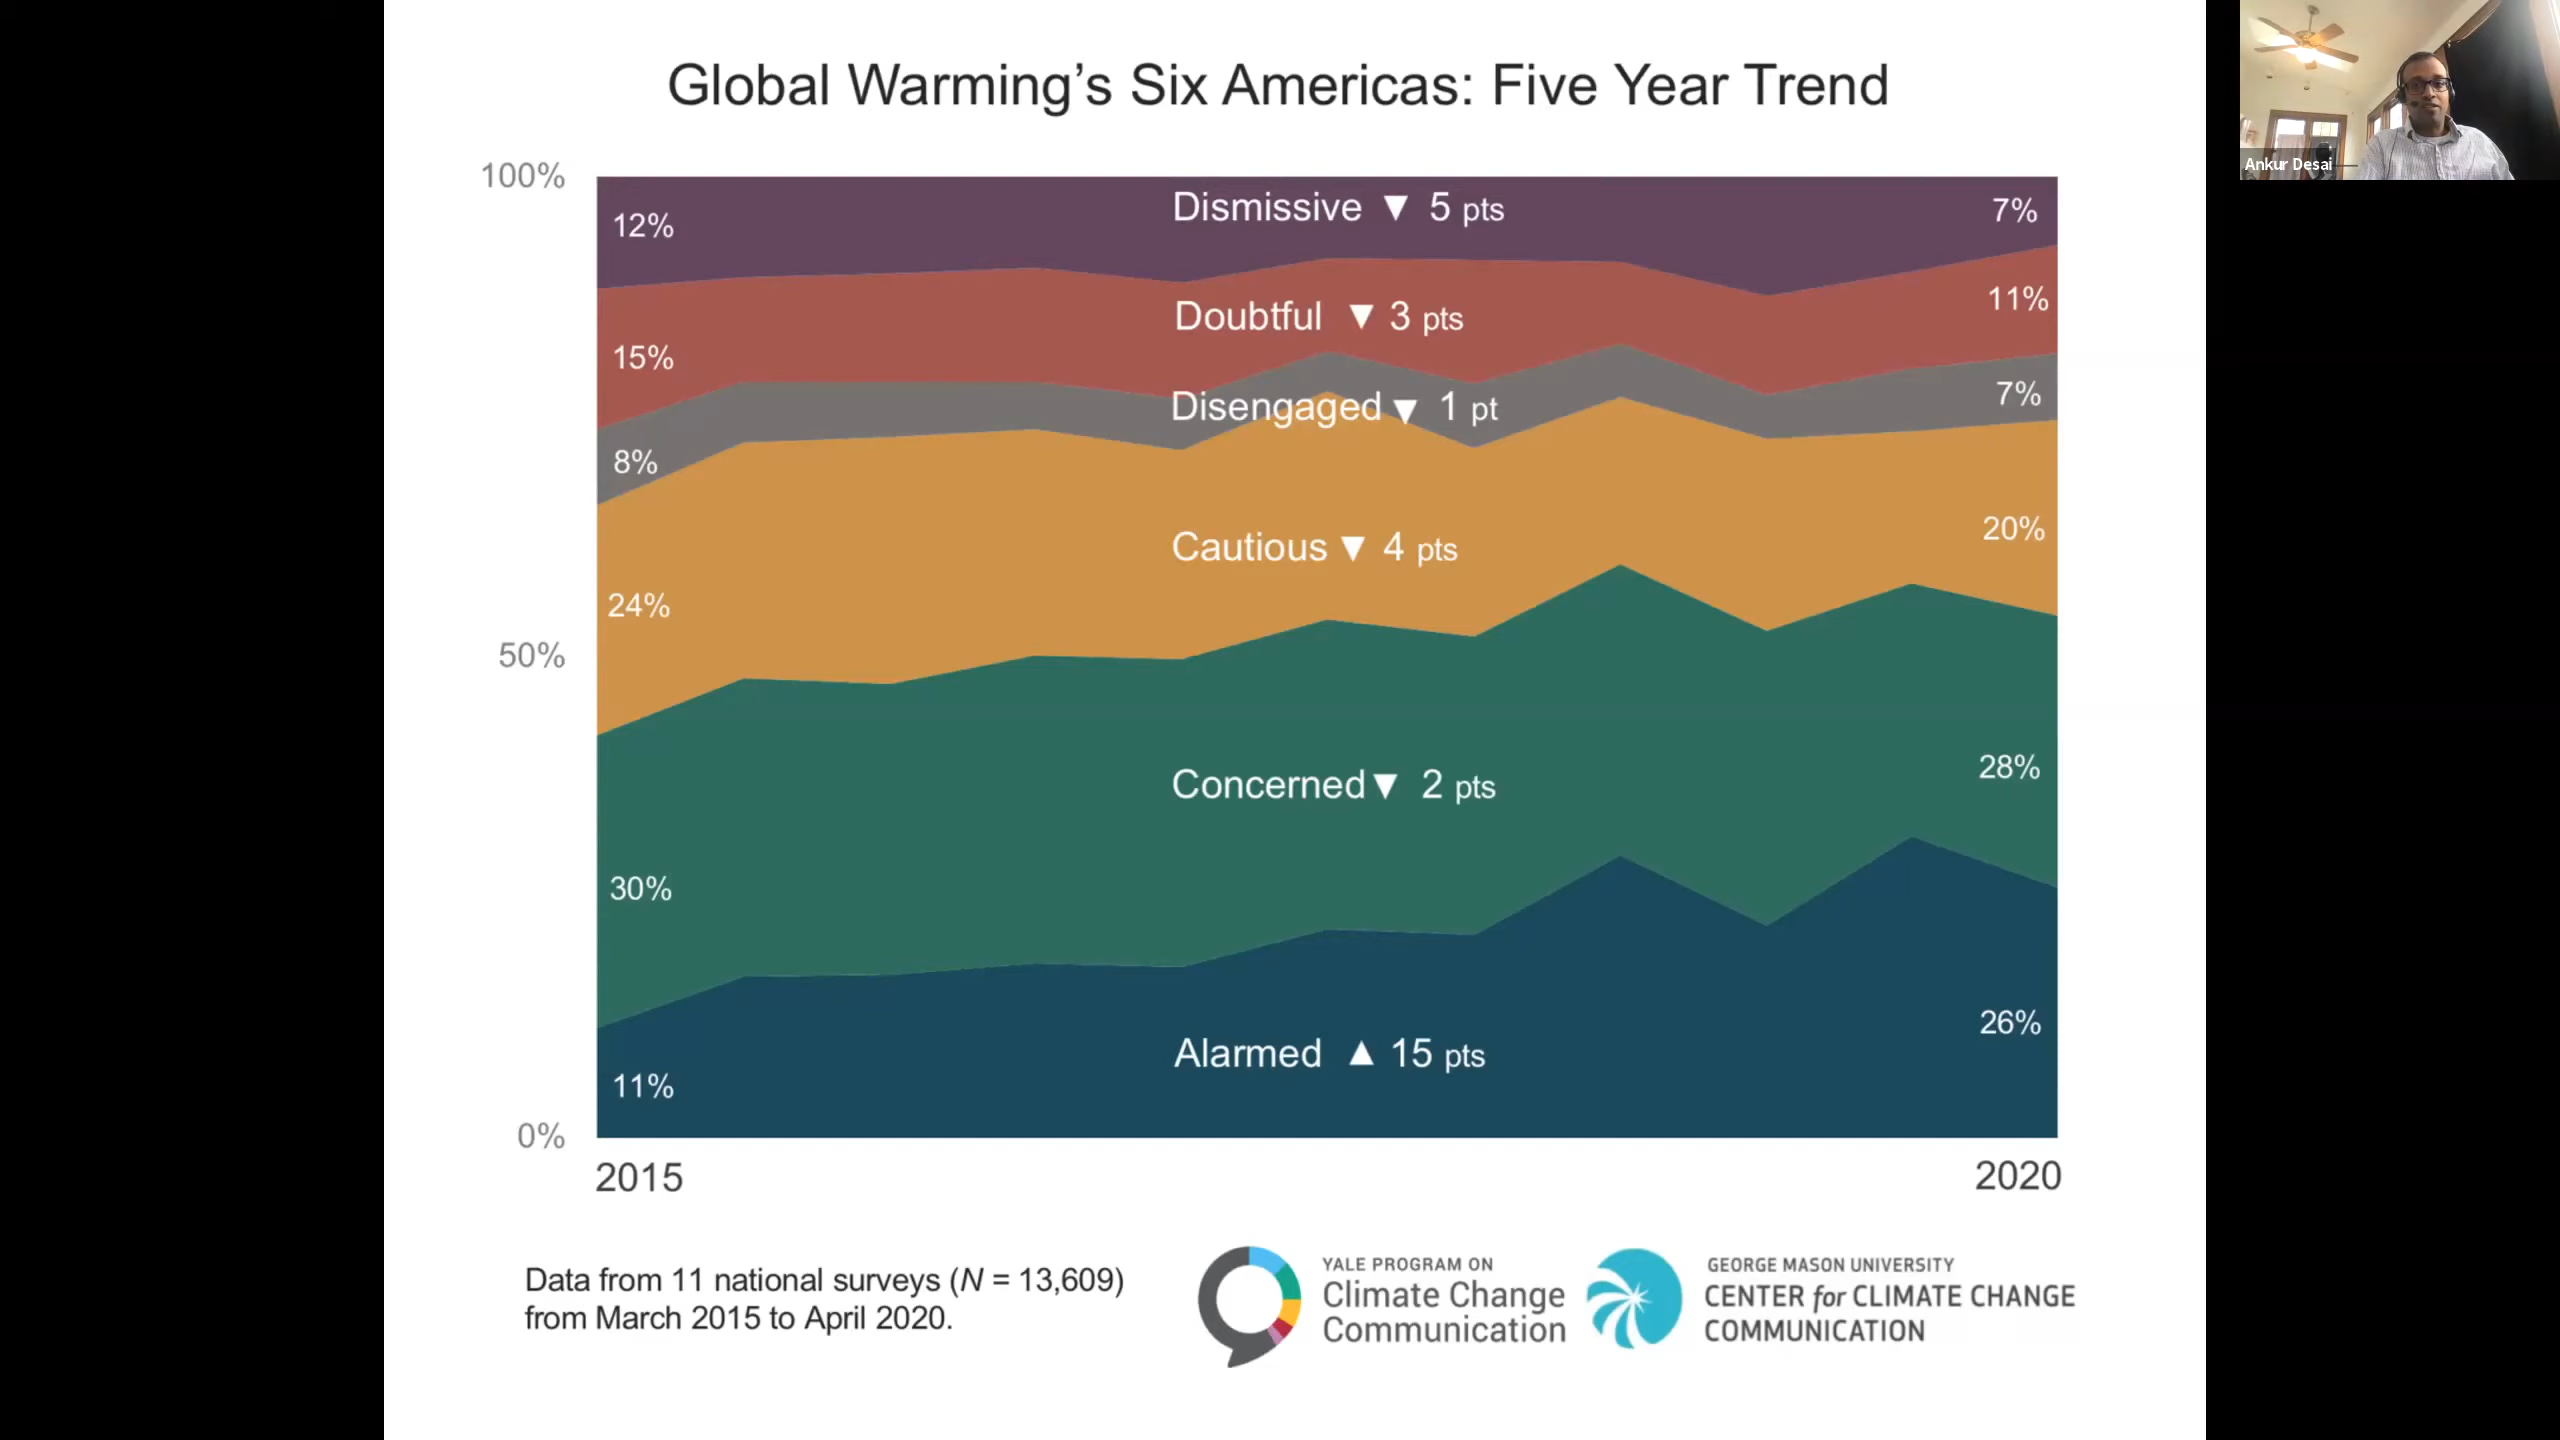 Global Warming’s Six Americas: Five Year Trend
Ankur Desai
100%
50%
0%
12%
15%
8%
24%
30%
11%
Dismissive ▼ 5 pts
Doubtful ▼ 3 pts
Disengaged ▼ 1 pt
Cautious ▼ 4 pts
Concerned ▼ 2 pts
Alarmed ▲ 15 pts
7%
11%
7%
20%
28%
26%
2015
2020
Data from 11 national surveys (N = 13,609)
from March 2015 to April 2020.
YALE PROGRAM ON
Climate Change
Communication
GEORGE MASON UNIVERSITY
CENTER for CLIMATE CHANGE
COMMUNICATION